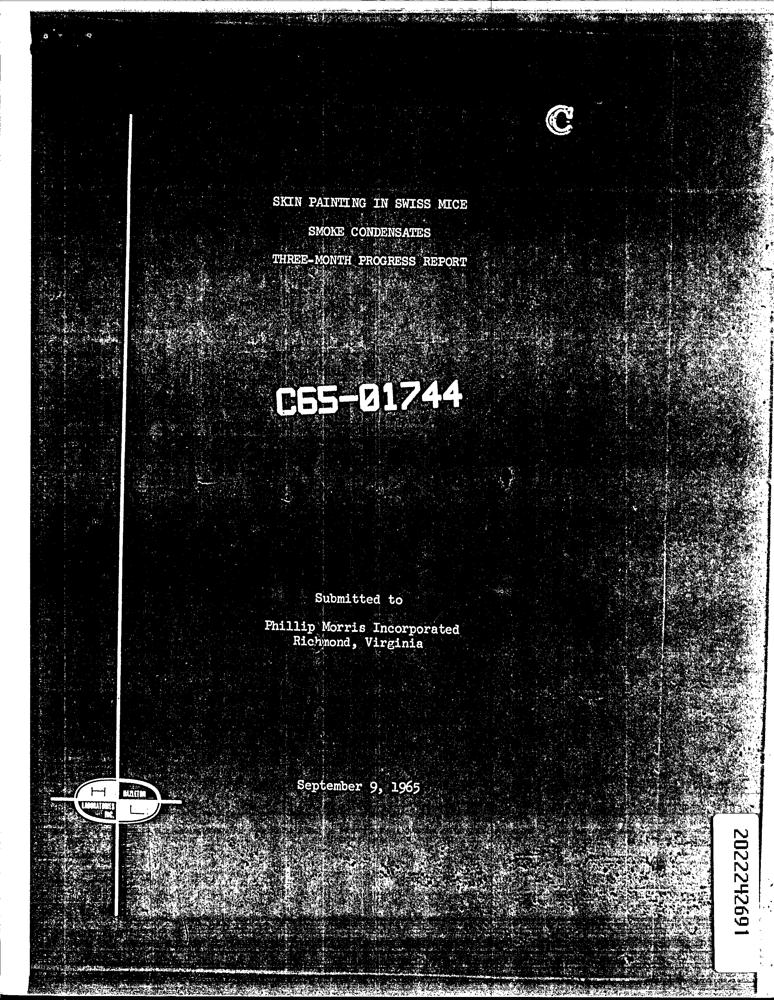 C
SKIN PAINTING IN SWISS MICE
SMOKE CONDENSATES
THREE-MONTH PROGRESS REPORT
C65-01744
Submitted to
Phillip Morris Incorporated
Richmond, Virginia
September 9, 1965
H HAZLETON
LABORATORIES L
INC.
2022242691